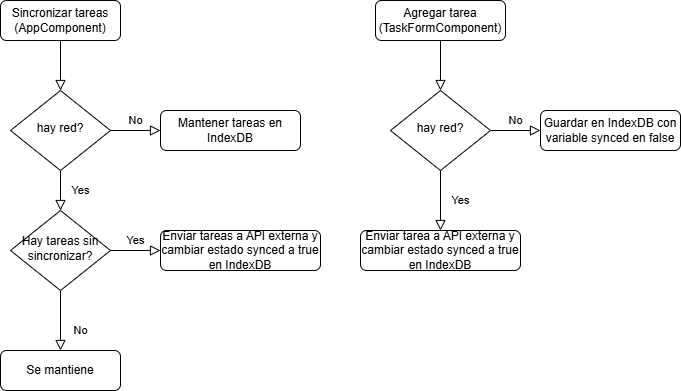 Sincronizar tareas
(AppComponent)
hay red?
No
Mantener tareas en
IndexDB
Yes
Hay tareas sin
sincronizar?
Yes
Enviar tareas a API externa y
cambiar estado synced a true
en IndexDB
No
Se mantiene
Agregar tarea
(TaskFormComponent)
hay red?
No
Guardar en IndexDB con
variable synced en false
Yes
Enviar tarea a API externa y
cambiar estado synced a true
en IndexDB